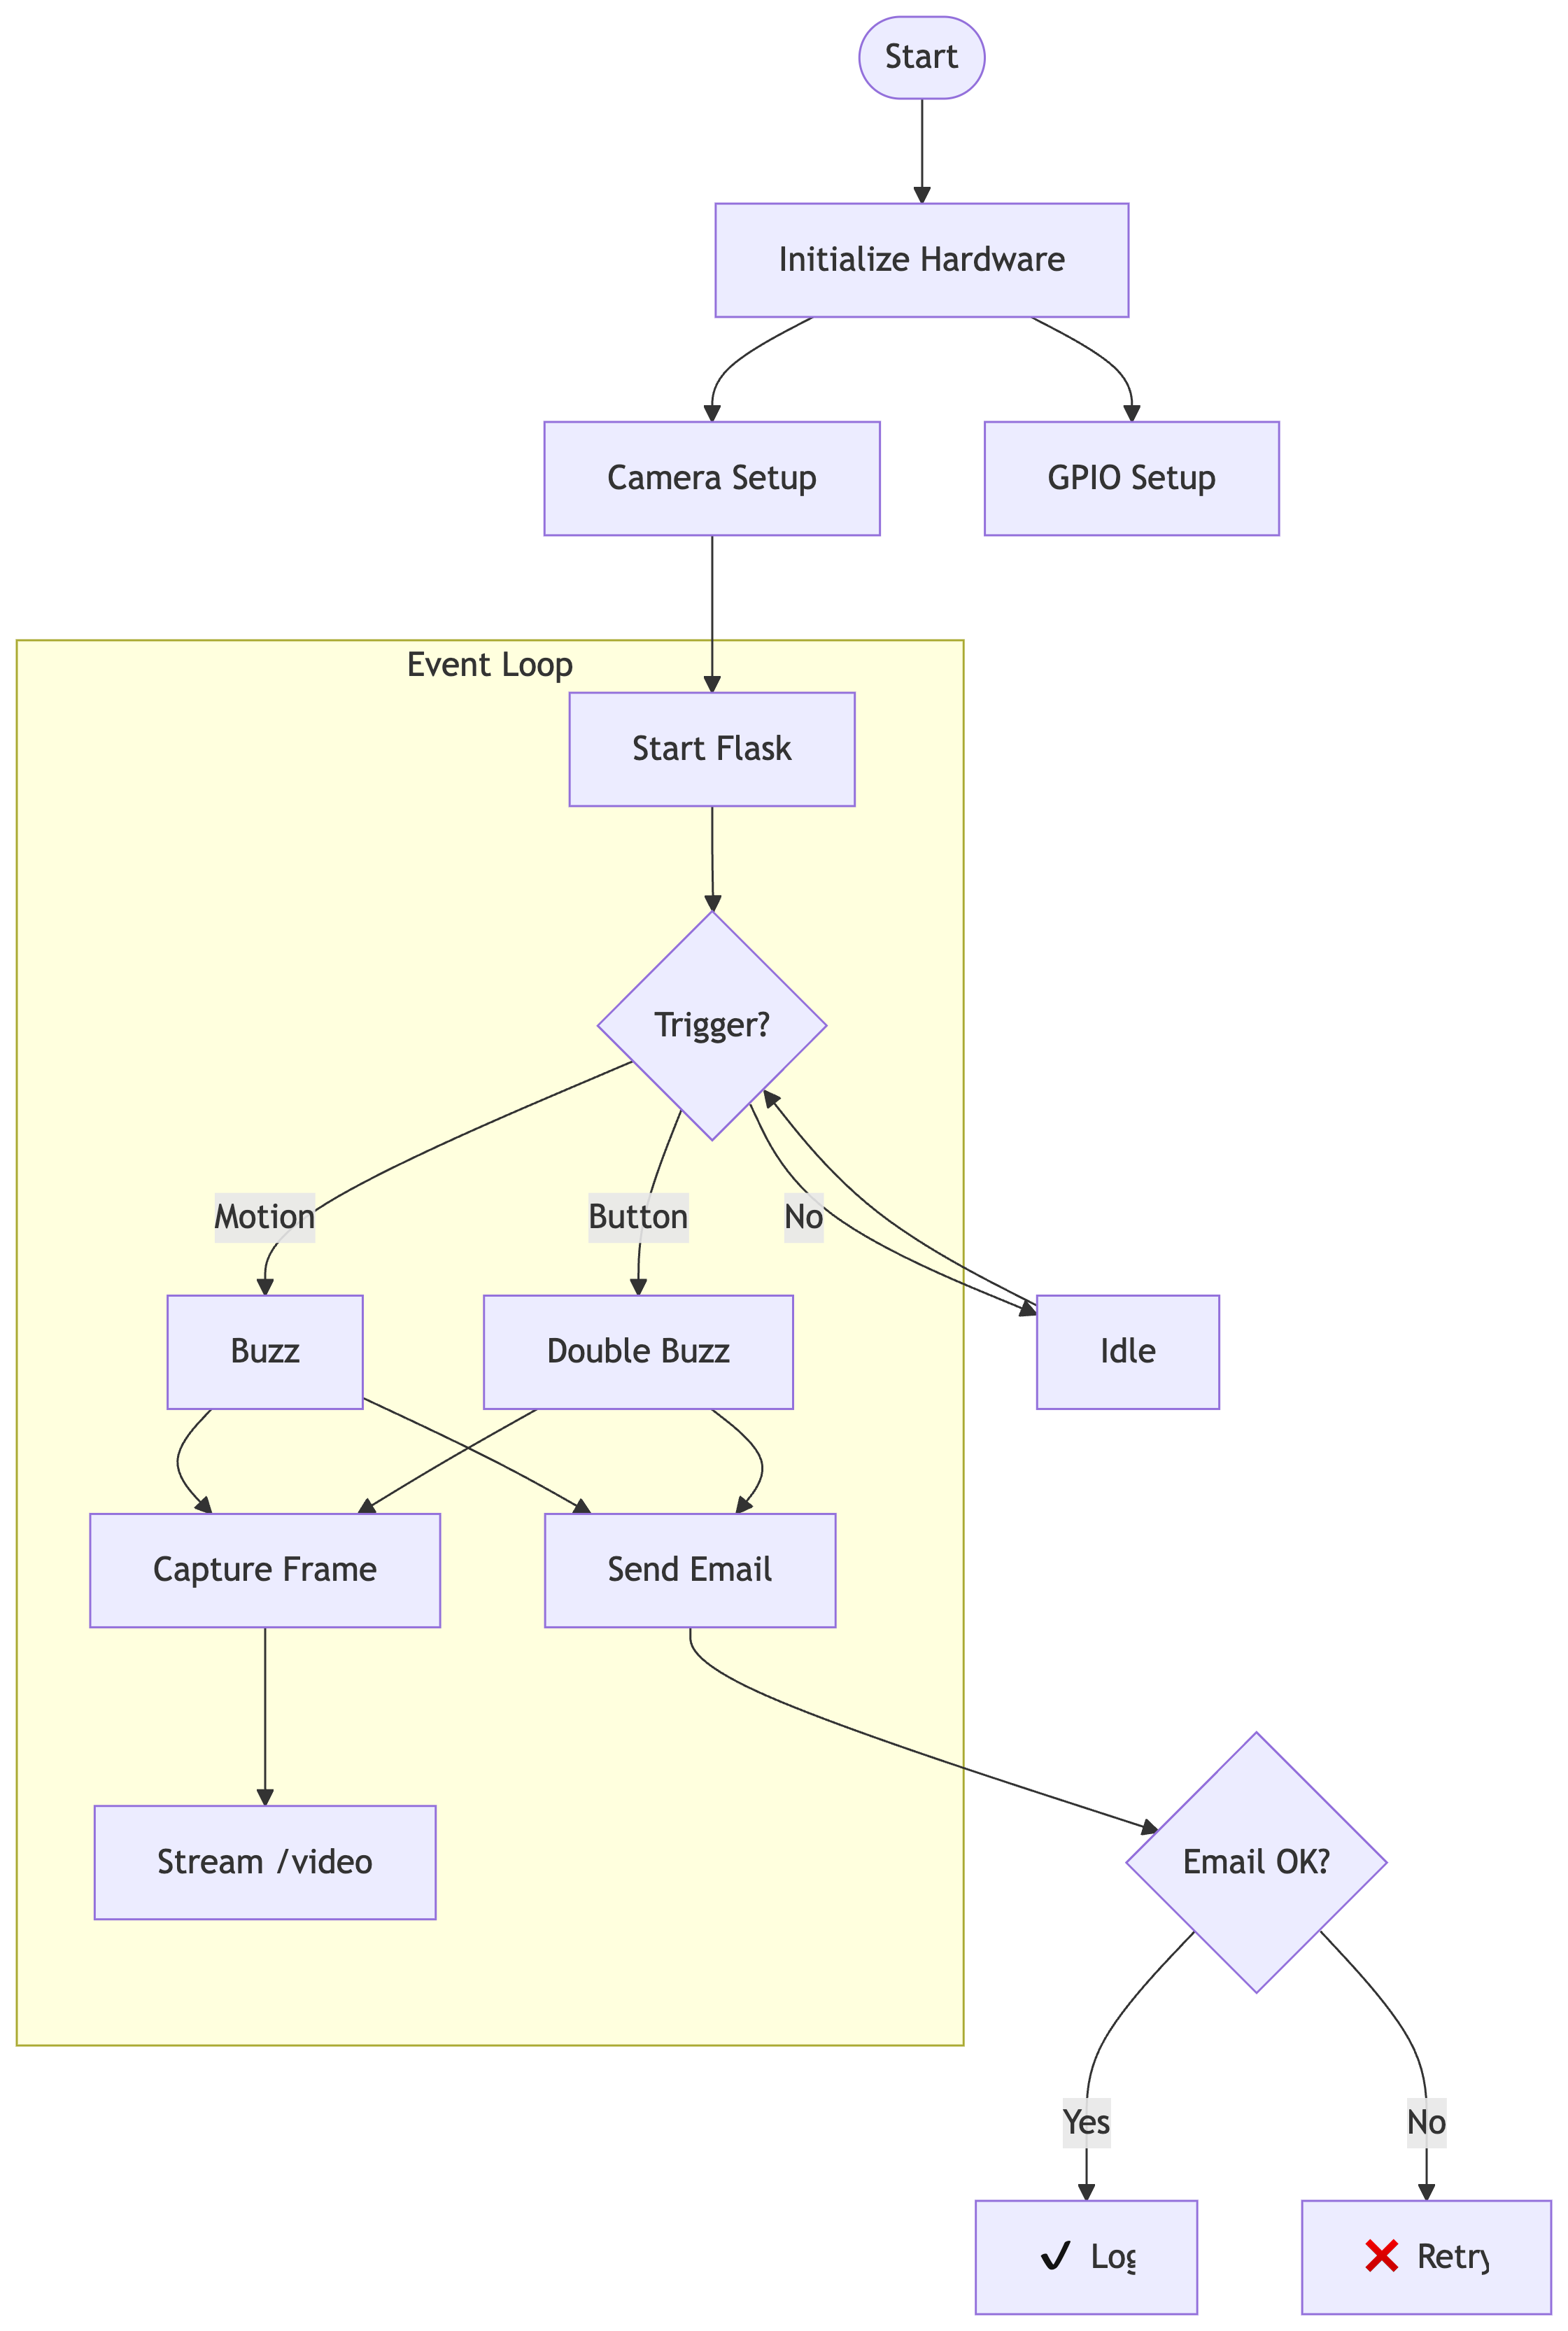 Start
Initialize Hardware
Camera Setup
GPIO Setup
Event Loop
Start Flask
Trigger?
Motion
Button
No
Buzz
Double Buzz
Idle
Capture Frame
Send Email
Stream /video
Email OK?
Yes
No
✔ Log
❌ Retry